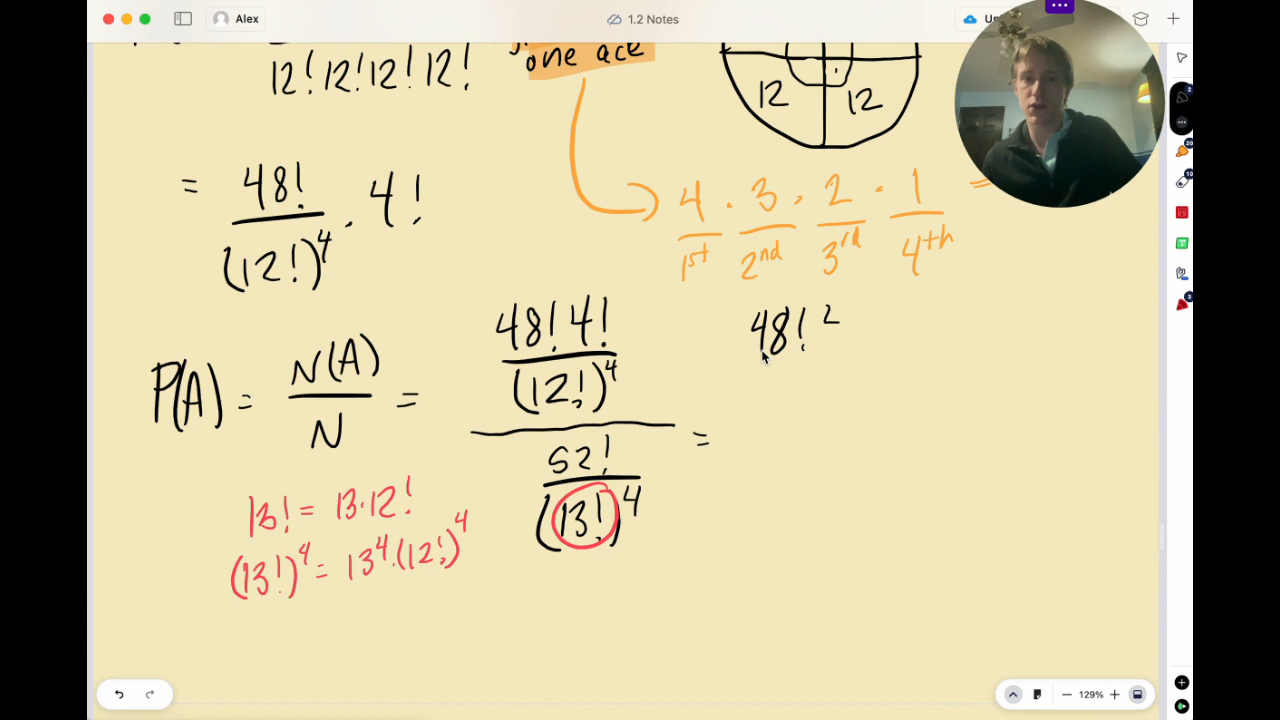 Alex
1.2 Notes
12! 12! 12! 12!
one ace
12 12
= 48! / (12!)^4 · 4!
4 · 3 · 2 · 1 =
1st 2nd 3rd 4th
P(A) = N(A) / N = (48! 4! / (12!)^4) / (52! / (13!)^4) =
48! 2
13! = 13·12!
(13!)^4 = 13^4·(12!)^4
129%